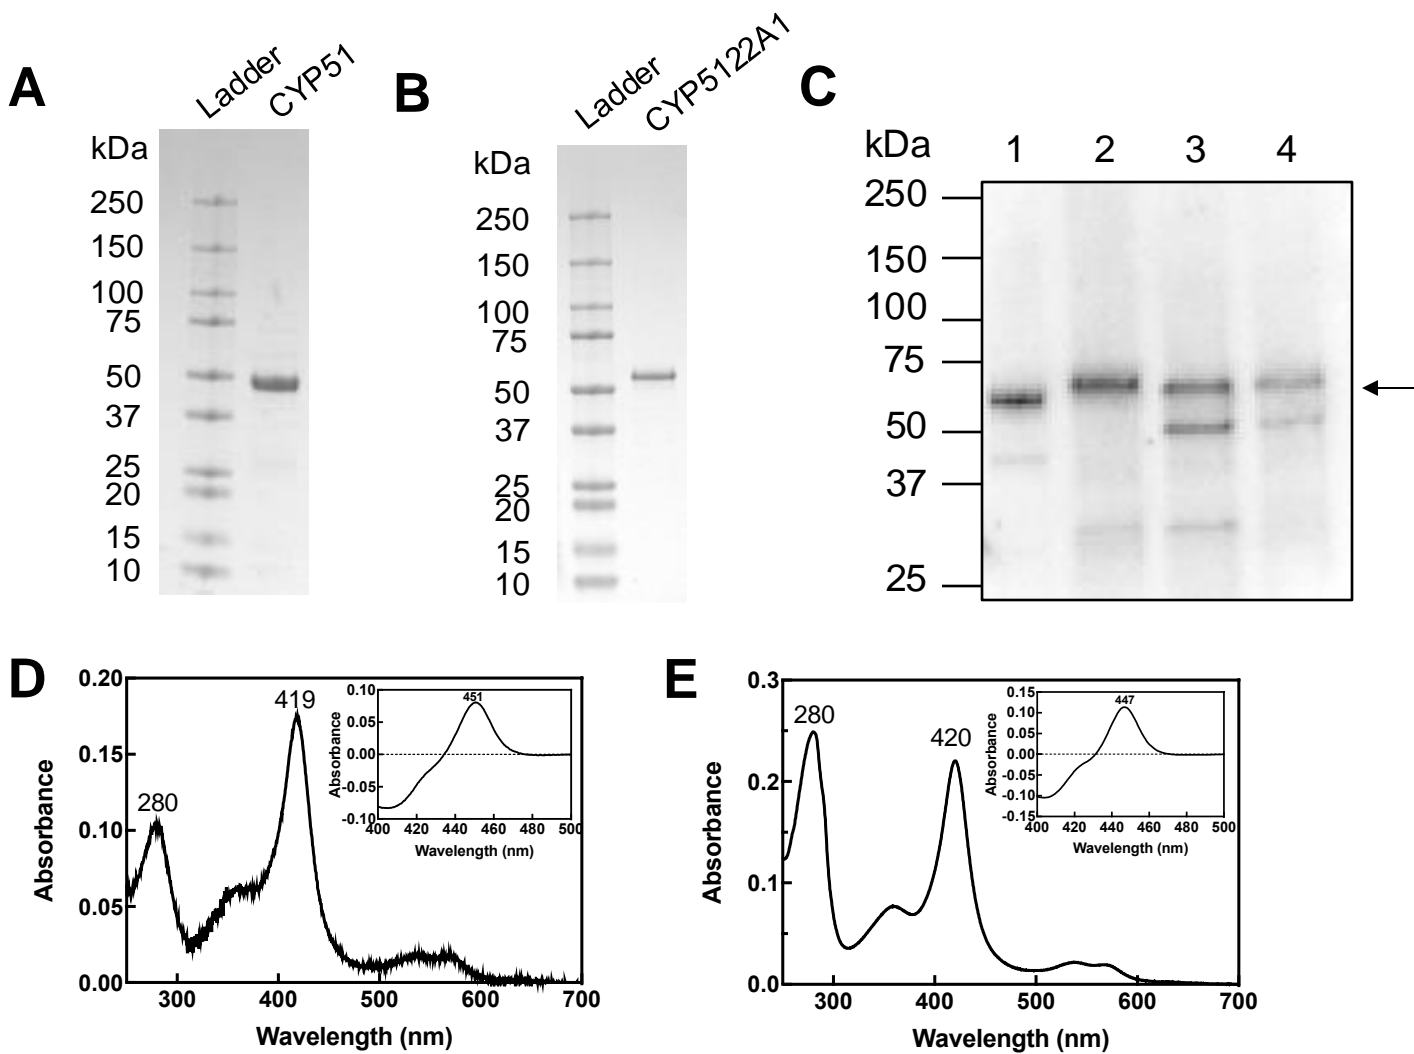 A
Ladder
CYP51
kDa
250
150
100
75
50
37
25
20
15
10
B
Ladder
CYP5122A1
kDa
250
150
100
75
50
37
25
20
15
10
C
kDa
1 2 3 4
250
150
100
75
50
37
25
D
Absorbance
0.20
0.15
0.10
0.05
0.00
280
419
300 400 500 600 700
Wavelength (nm)
Absorbance
0.10
0.05
0.00
-0.05
-0.10
451
400 420 440 460 480 500
Wavelength (nm)
E
Absorbance
0.3
0.2
0.1
0.0
280
420
300 400 500 600 700
Wavelength (nm)
Absorbance
0.15
0.10
0.05
0.00
-0.05
-0.10
-0.15
447
400 420 440 460 480 500
Wavelength (nm)